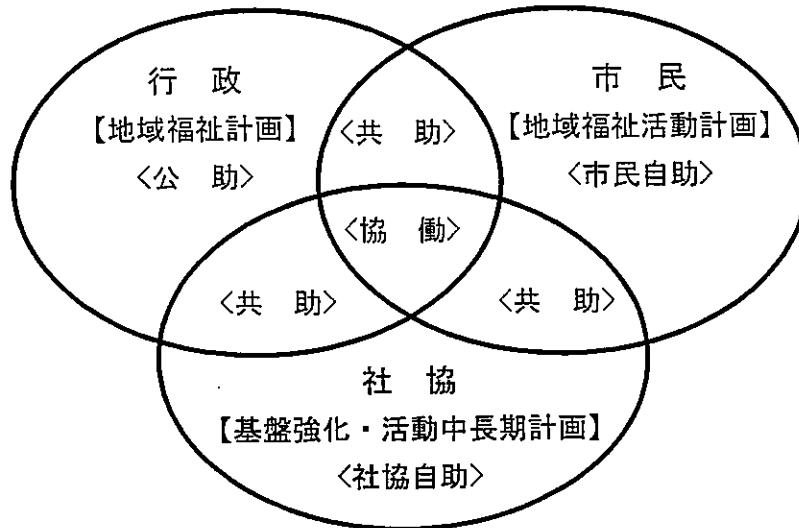 行　政
【地域福祉計画】
<公　助>
<共　助>
市　民
【地域福祉活動計画】
<市民自助>
<協　働>
<共　助>
<共　助>
社　協
【基盤強化・活動中長期計画】
<社協自助>